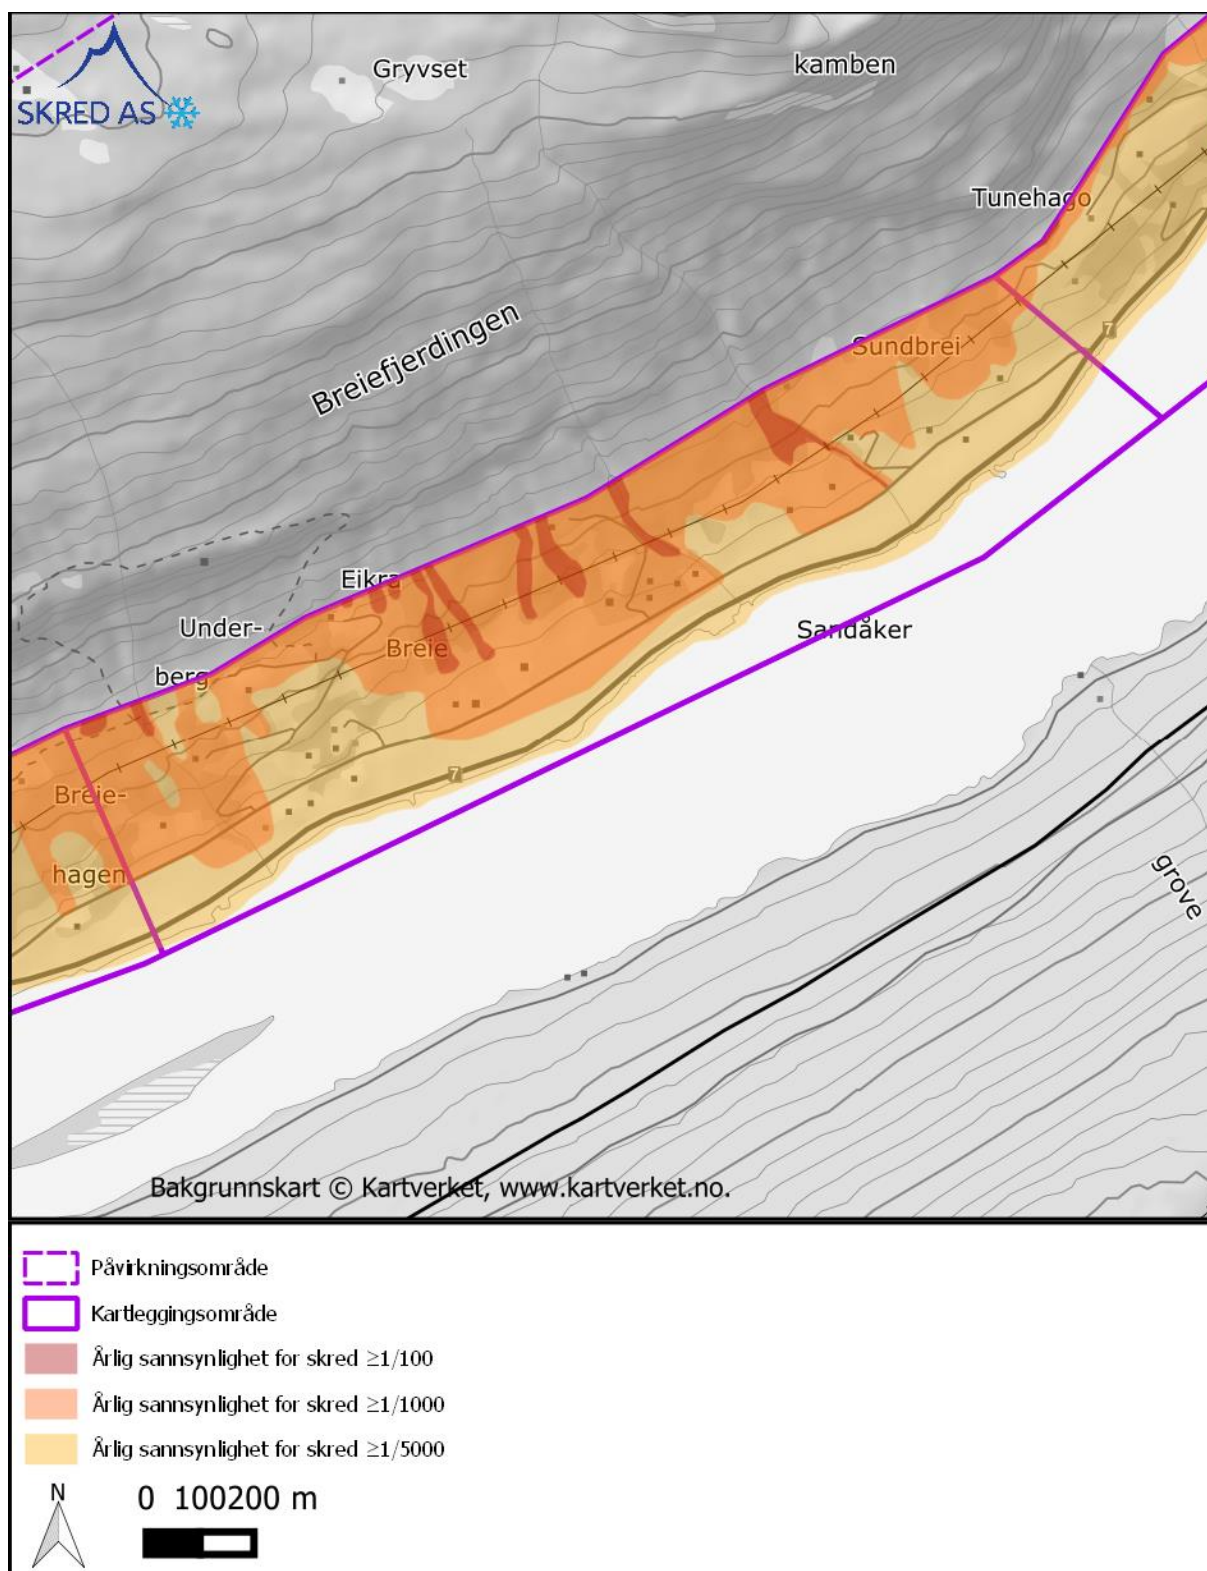 SKRED AS
Gryvset
kamben
Tunehago
Breiefjerdingen
Sundbrei
7
Eikra
Under-
berg
Breie
Sandåker
7
Breie-
hagen
grove
Bakgrunnskart © Kartverket, www.kartverket.no.
Påvirkningsområde
Kartleggingsområde
Årlig sannsynlighet for skred ≥1/100
Årlig sannsynlighet for skred ≥1/1000
Årlig sannsynlighet for skred ≥1/5000
N
0 100200 m